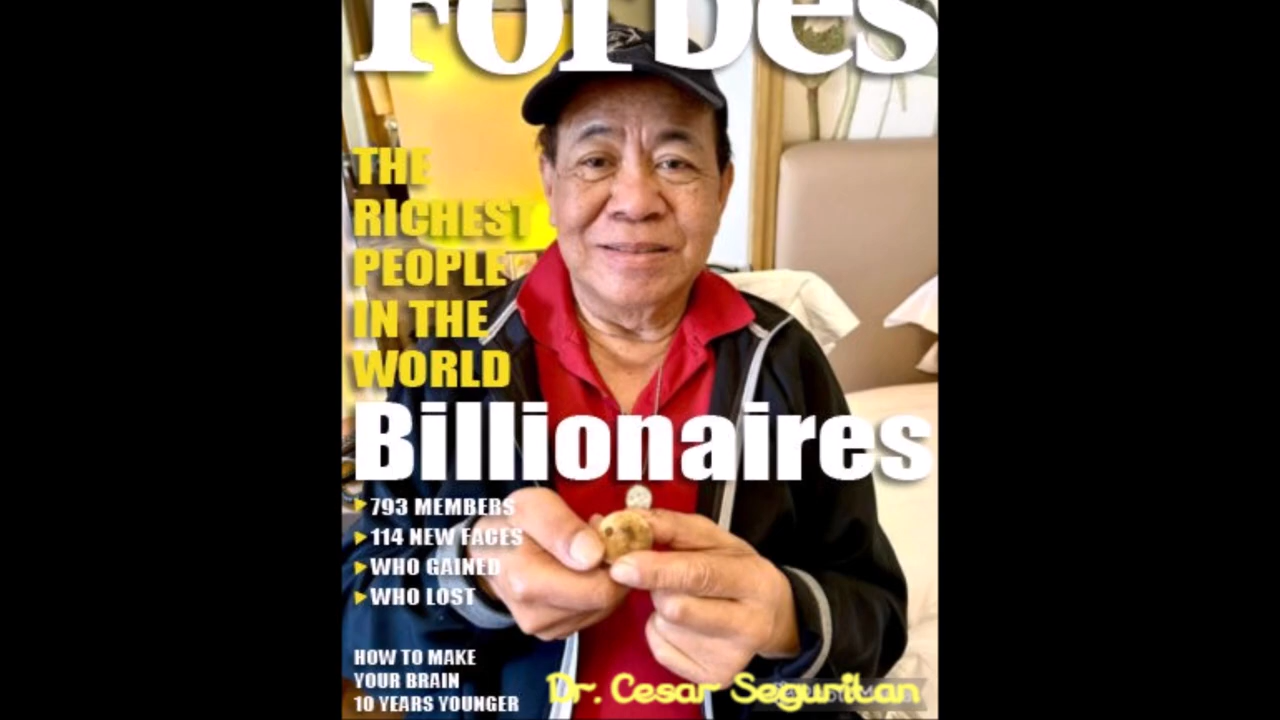 Forbes
THE
RICHEST
PEOPLE
IN THE
WORLD
Billionaires
793 MEMBERS
114 NEW FACES
WHO GAINED
WHO LOST
HOW TO MAKE
YOUR BRAIN
10 YEARS YOUNGER
Dr. Cesar Seguritan